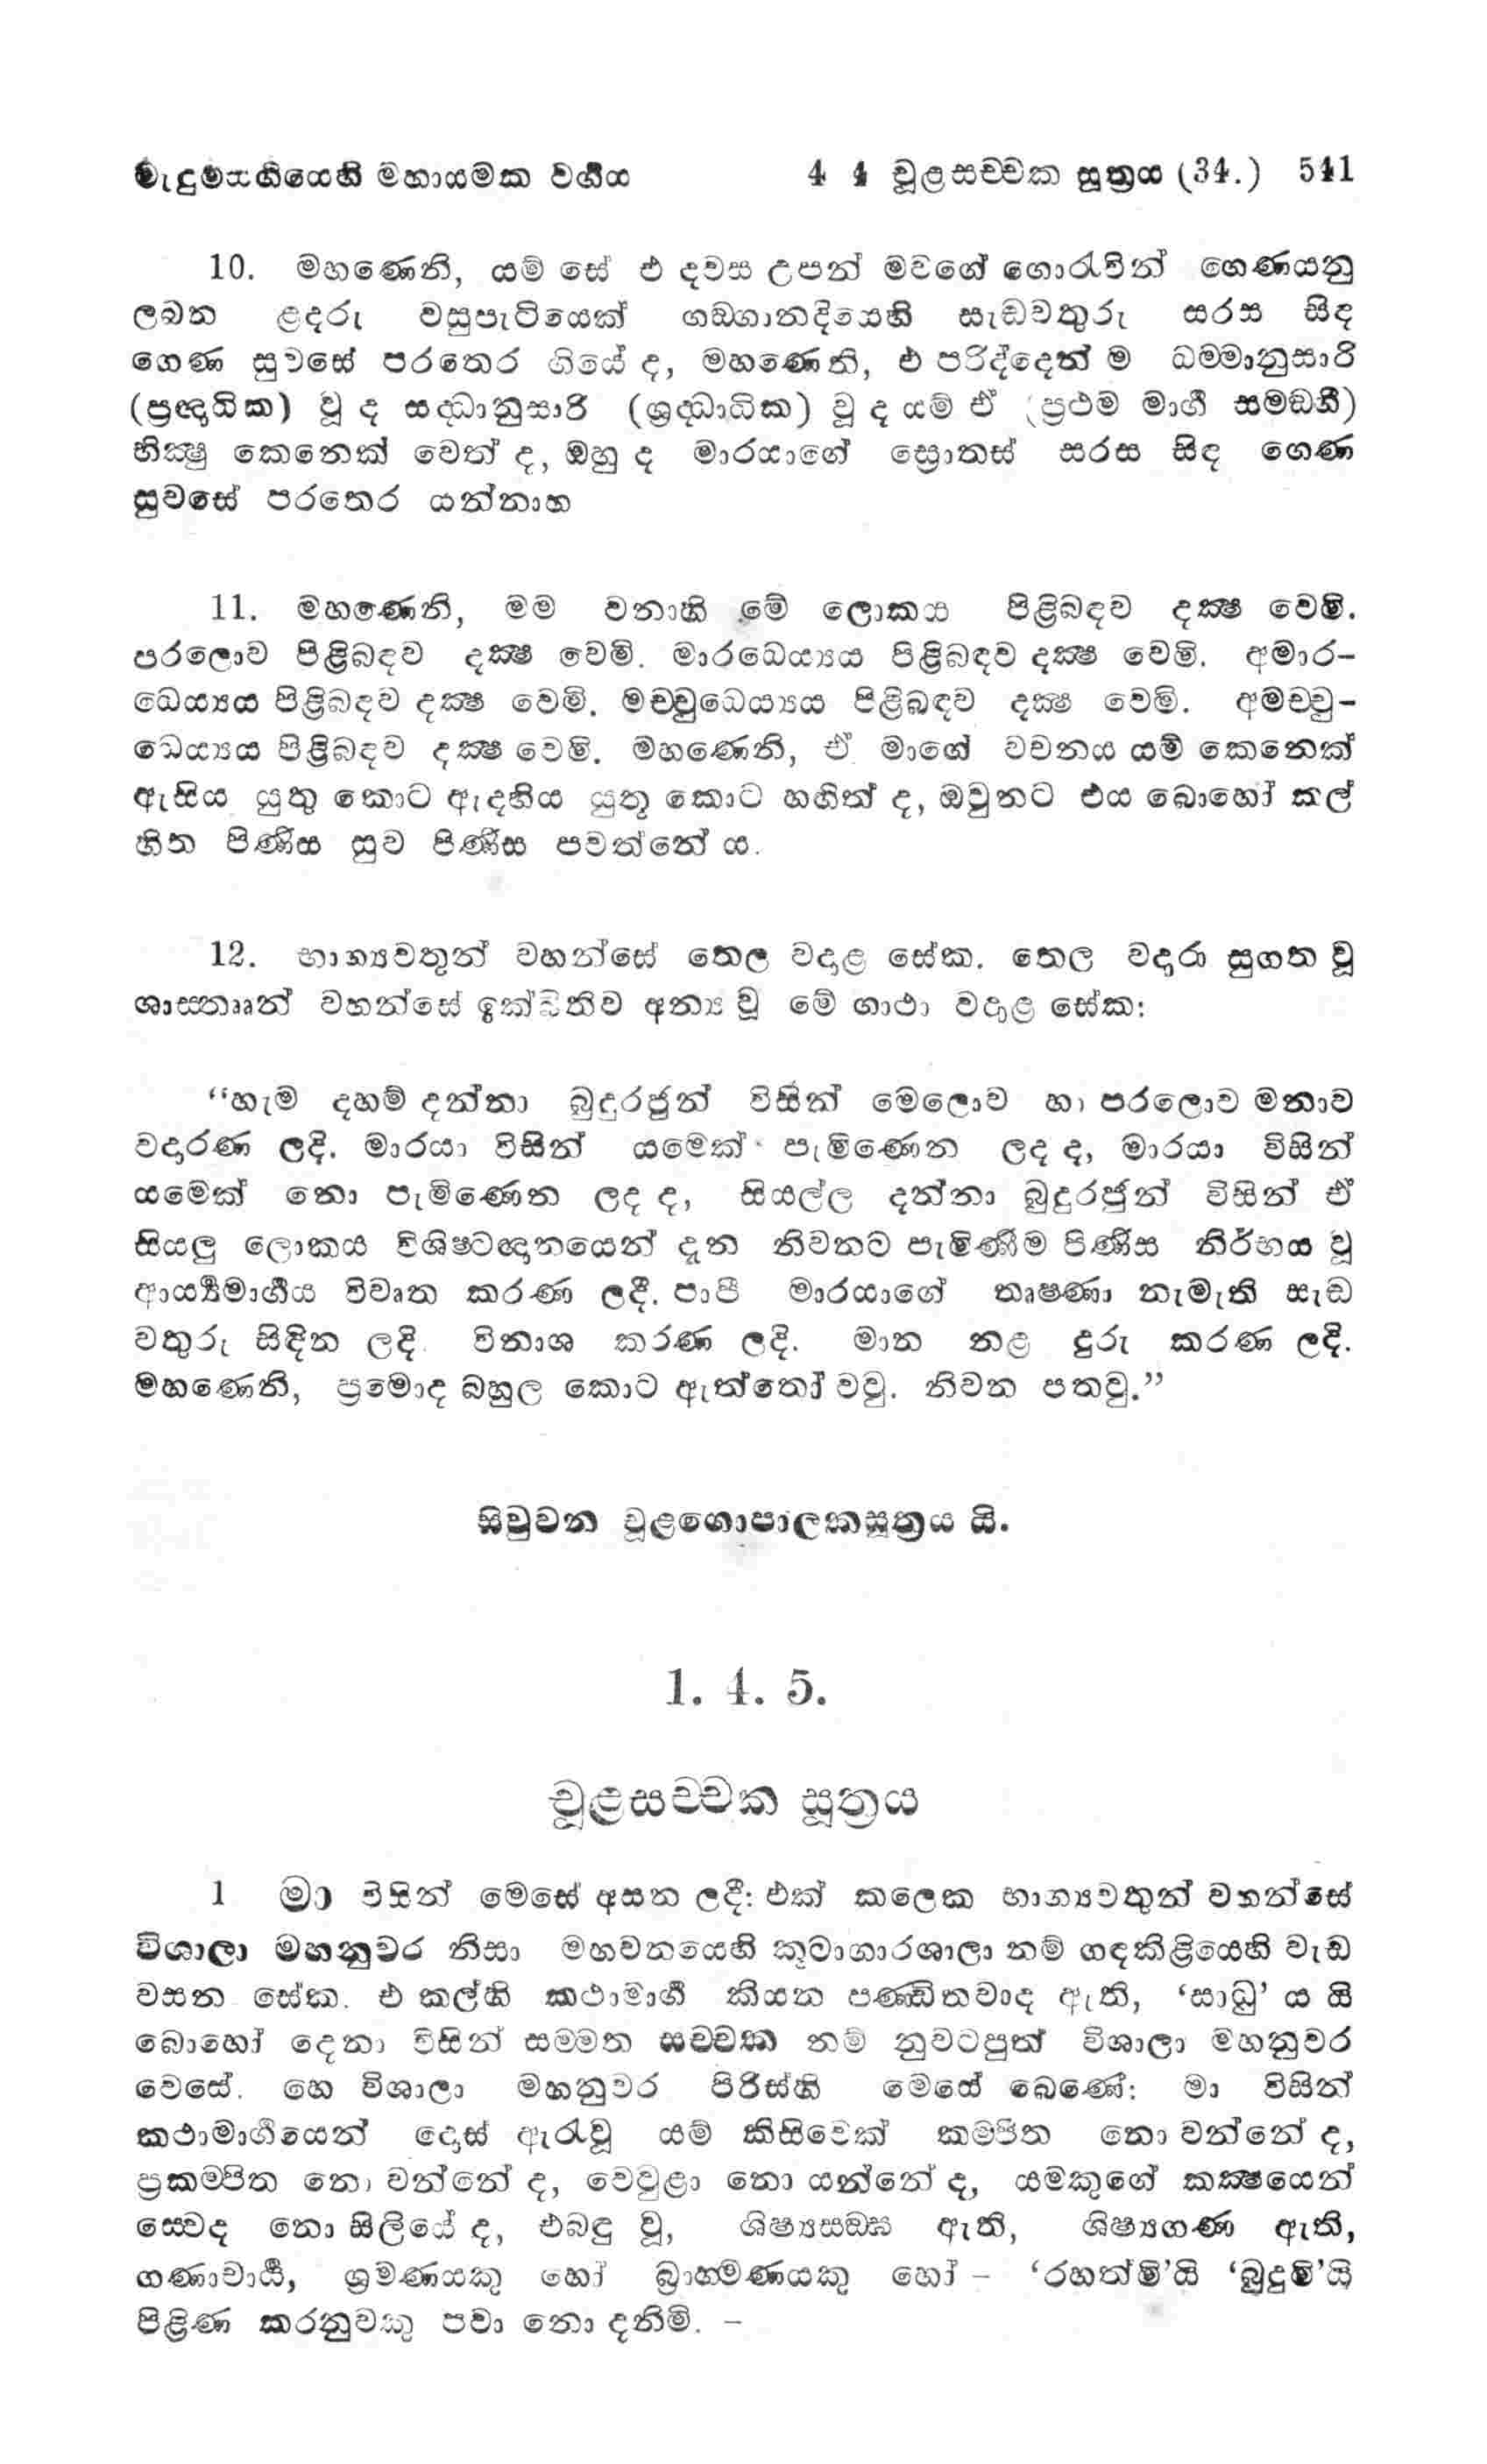 මැදුම්සඟියෙහි මහායමක වර්‍ගය 4 4 චූළසච්චක සූත්‍රය (34.) 541
10. මහණෙනි, යම් සේ එ දවස උපන් මවගේ ගොරැවින් ගෙණයනු
ලබන ළදරු වසුපැටියෙක් ගඞ්ගානදියෙහි සැඬවතුරු සරස සිඳ
ගෙණ සුවසේ පරතෙර ගියේ ද, මහණෙනි, එ පරිද්දෙන් ම ධම්මානුසාරි
(ප්‍රඥාධික) වූ ද සද්ධානුසාරි (ශ්‍රද්ධාධික) වූ ද යම් ඒ (ප්‍රථම මාර්‍ග සමඞ්ගී)
භික්‍ෂු කෙනෙක් වෙත් ද, ඔහු ද මාරයාගේ ස්‍රොතස් සරස සිඳ ගෙණ
සුවසේ පරතෙර යන්නාහ
11. මහණෙනි, මම වනාහි මේ ලොකය පිළිබඳව දක්‍ෂ වෙමි.
පරලොව පිළිබඳව දක්‍ෂ වෙමි. මාරධෙය්‍යය පිළිබඳව දක්‍ෂ වෙමි. අමාර-
ධෙය්‍යය පිළිබඳව දක්‍ෂ වෙමි. මච්චුධෙය්‍යය පිළිබඳව දක්‍ෂ වෙමි. අමච්චු-
ධෙය්‍යය පිළිබඳව දක්‍ෂ වෙමි. මහණෙනි, ඒ මාගේ වචනය යම් කෙනෙක්
ඇසිය යුතු කොට ඇදහිය යුතු කොට හඟිත් ද, ඔවුනට එය බොහෝ කල්
හිත පිණිස සුව පිණිස පවත්නේ ය.
12. භාග්‍යවතුන් වහන්සේ තෙල වදාළ සේක. තෙල වදාරා සුගත වූ
ශාස්තෲන් වහන්සේ ඉක්බිතිව අන්‍ය වූ මේ ගාථා වදාළ සේක:
“හැම දහම් දන්නා බුදුරජුන් විසින් මෙලොව හා පරලොව මනාව
වදාරණ ලදි. මාරයා විසින් යමෙක් පැමිණෙන ලද ද, මාරයා විසින්
යමෙක් නො පැමිණෙන ලද ද, සියල්ල දන්නා බුදුරජුන් විසින් ඒ
සියලු ලොකය විශිෂ්ටඥානයෙන් දැන නිවනට පැමිණීම පිණිස නිර්භය වූ
ආර්‍ය්‍යමාර්‍ගය විවෘත කරණ ලදී. පාපී මාරයාගේ තෘෂ්ණා නැමැති සැඬ
වතුරු සිඳින ලදි. විනාශ කරණ ලදි. මාන නළ දුරු කරණ ලදි.
මහණෙනි, ප්‍රමොද බහුල කොට ඇත්තෝ වවු. නිවන පතවු.”
සිවුවන චූළගොපාලකසූත්‍රය යි.
1. 4. 5.
චූළසච්චක සූත්‍රය
1 මා විසින් මෙසේ අසන ලදී: එක් කලෙක භාග්‍යවතුන් වහන්සේ
විශාලා මහනුවර නිසා මහවනයෙහි කූටාගාරශාලා නම් ගඳකිළියෙහි වැඩ
වසන සේක. එ කල්හි කථාමාර්‍ග කියන පණ්ඩිතවාද ඇති, ‘සාධු’ ය යි
බොහෝ දෙනා විසින් සම්මත සච්චක නම් නුවටපුත් විශාලා මහනුවර
වෙසේ. හෙ විශාලා මහනුවර පිරිස්හි මෙසේ බෙණේ: මා විසින්
කථාමාර්‍ගයෙන් දොස් ඇරැවූ යම් කිසිවෙක් කම්පිත නො වන්නේ ද,
ප්‍රකම්පිත නො වන්නේ ද, වෙවුළා නො යන්නේ ද, යමකුගේ කක්‍ෂයෙන්
ස්වෙද නො සිලියේ ද, එබඳු වූ, ශිෂ්‍යසඞ්ඝ ඇති, ශිෂ්‍යගණ ඇති,
ගණාචාර්‍ය්‍ය, ශ්‍රමණයකු හෝ බ්‍රාහ්මණයකු හෝ – ‘රහත්මි’යි ‘බුදුමි’යි
පිළිණ කරනුවකු පවා නො දනිමි. –